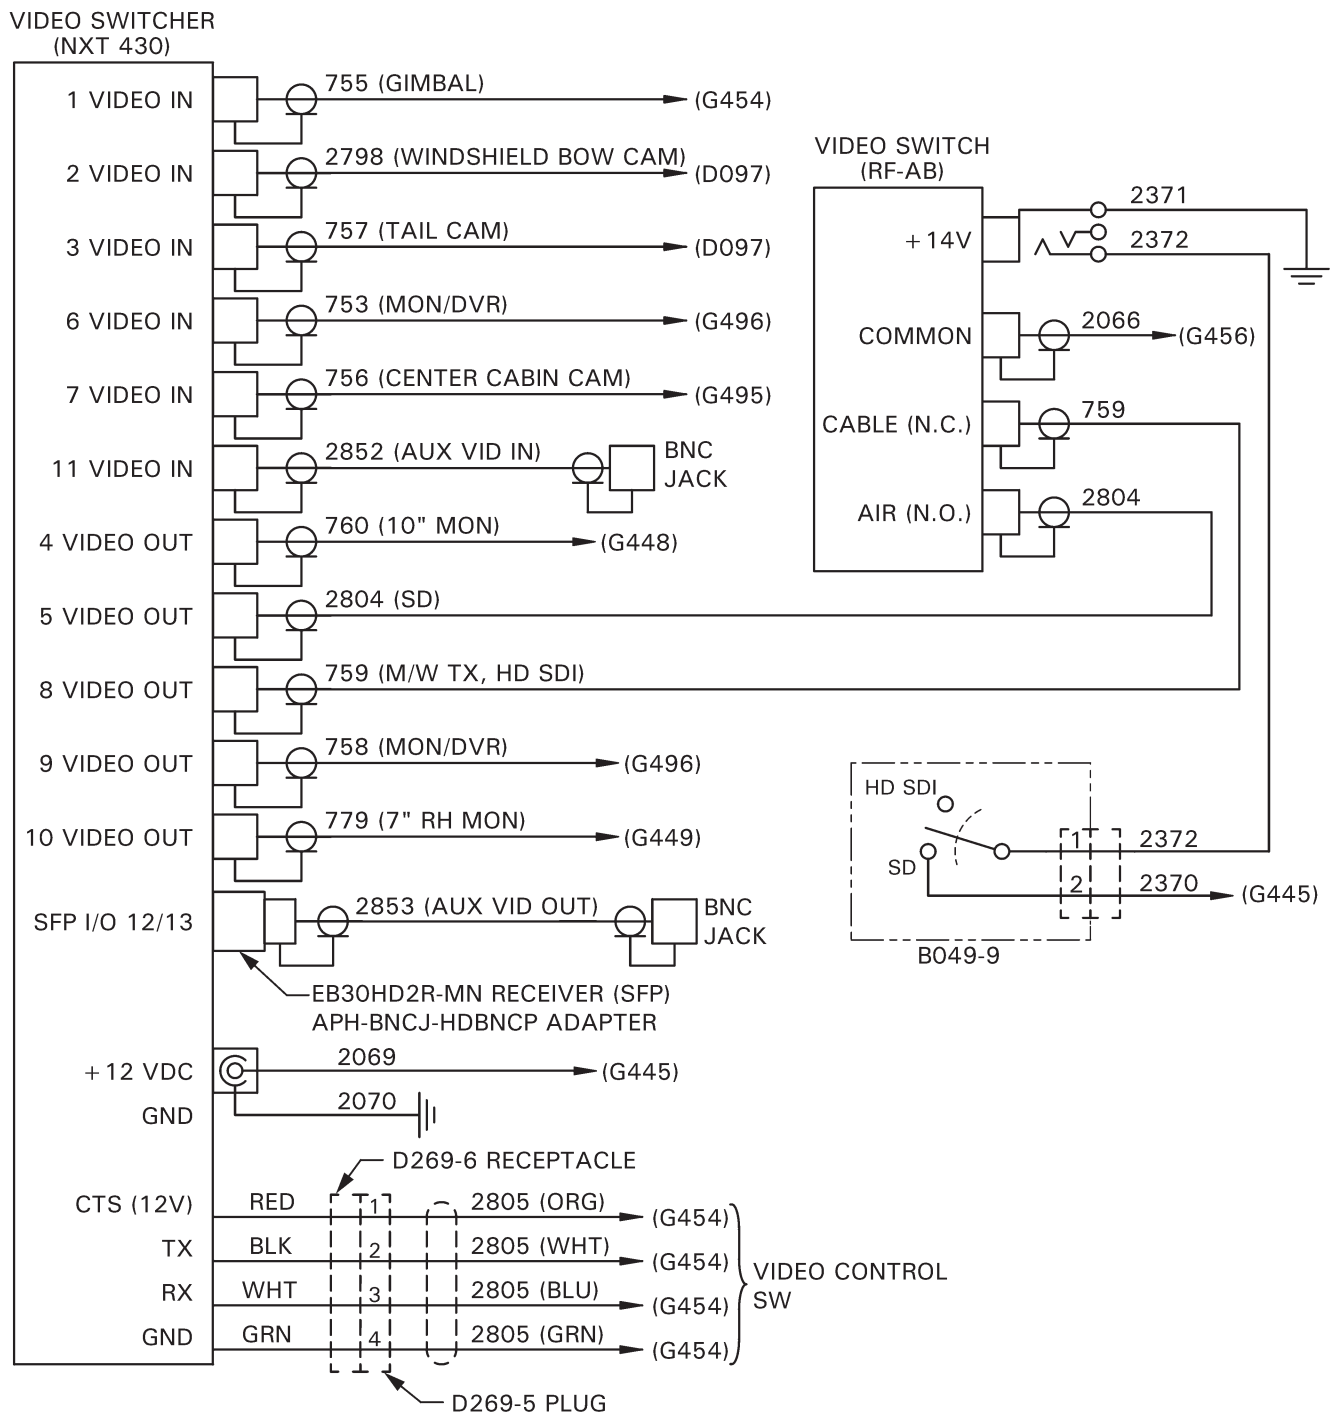 VIDEO SWITCHER
(NXT 430)
1 VIDEO IN
755 (GIMBAL)
(G454)
2 VIDEO IN
2798 (WINDSHIELD BOW CAM)
(D097)
3 VIDEO IN
757 (TAIL CAM)
(D097)
6 VIDEO IN
753 (MON/DVR)
(G496)
7 VIDEO IN
756 (CENTER CABIN CAM)
(G495)
11 VIDEO IN
2852 (AUX VID IN)
BNC
JACK
4 VIDEO OUT
760 (10" MON)
(G448)
5 VIDEO OUT
2804 (SD)
8 VIDEO OUT
759 (M/W TX, HD SDI)
9 VIDEO OUT
758 (MON/DVR)
(G496)
10 VIDEO OUT
779 (7" RH MON)
(G449)
SFP I/O 12/13
2853 (AUX VID OUT)
BNC
JACK
EB30HD2R-MN RECEIVER (SFP)
APH-BNCJ-HDBNCP ADAPTER
+12 VDC
2069
(G445)
GND
2070
D269-6 RECEPTACLE
CTS (12V)
RED
1
2805 (ORG)
(G454)
TX
BLK
2
2805 (WHT)
(G454)
RX
WHT
3
2805 (BLU)
(G454)
GND
GRN
4
2805 (GRN)
(G454)
VIDEO CONTROL
SW
D269-5 PLUG
VIDEO SWITCH
(RF-AB)
+14V
2371
2372
COMMON
2066
(G456)
CABLE (N.C.)
759
AIR (N.O.)
2804
HD SDI
SD
1
2372
2
2370
(G445)
B049-9